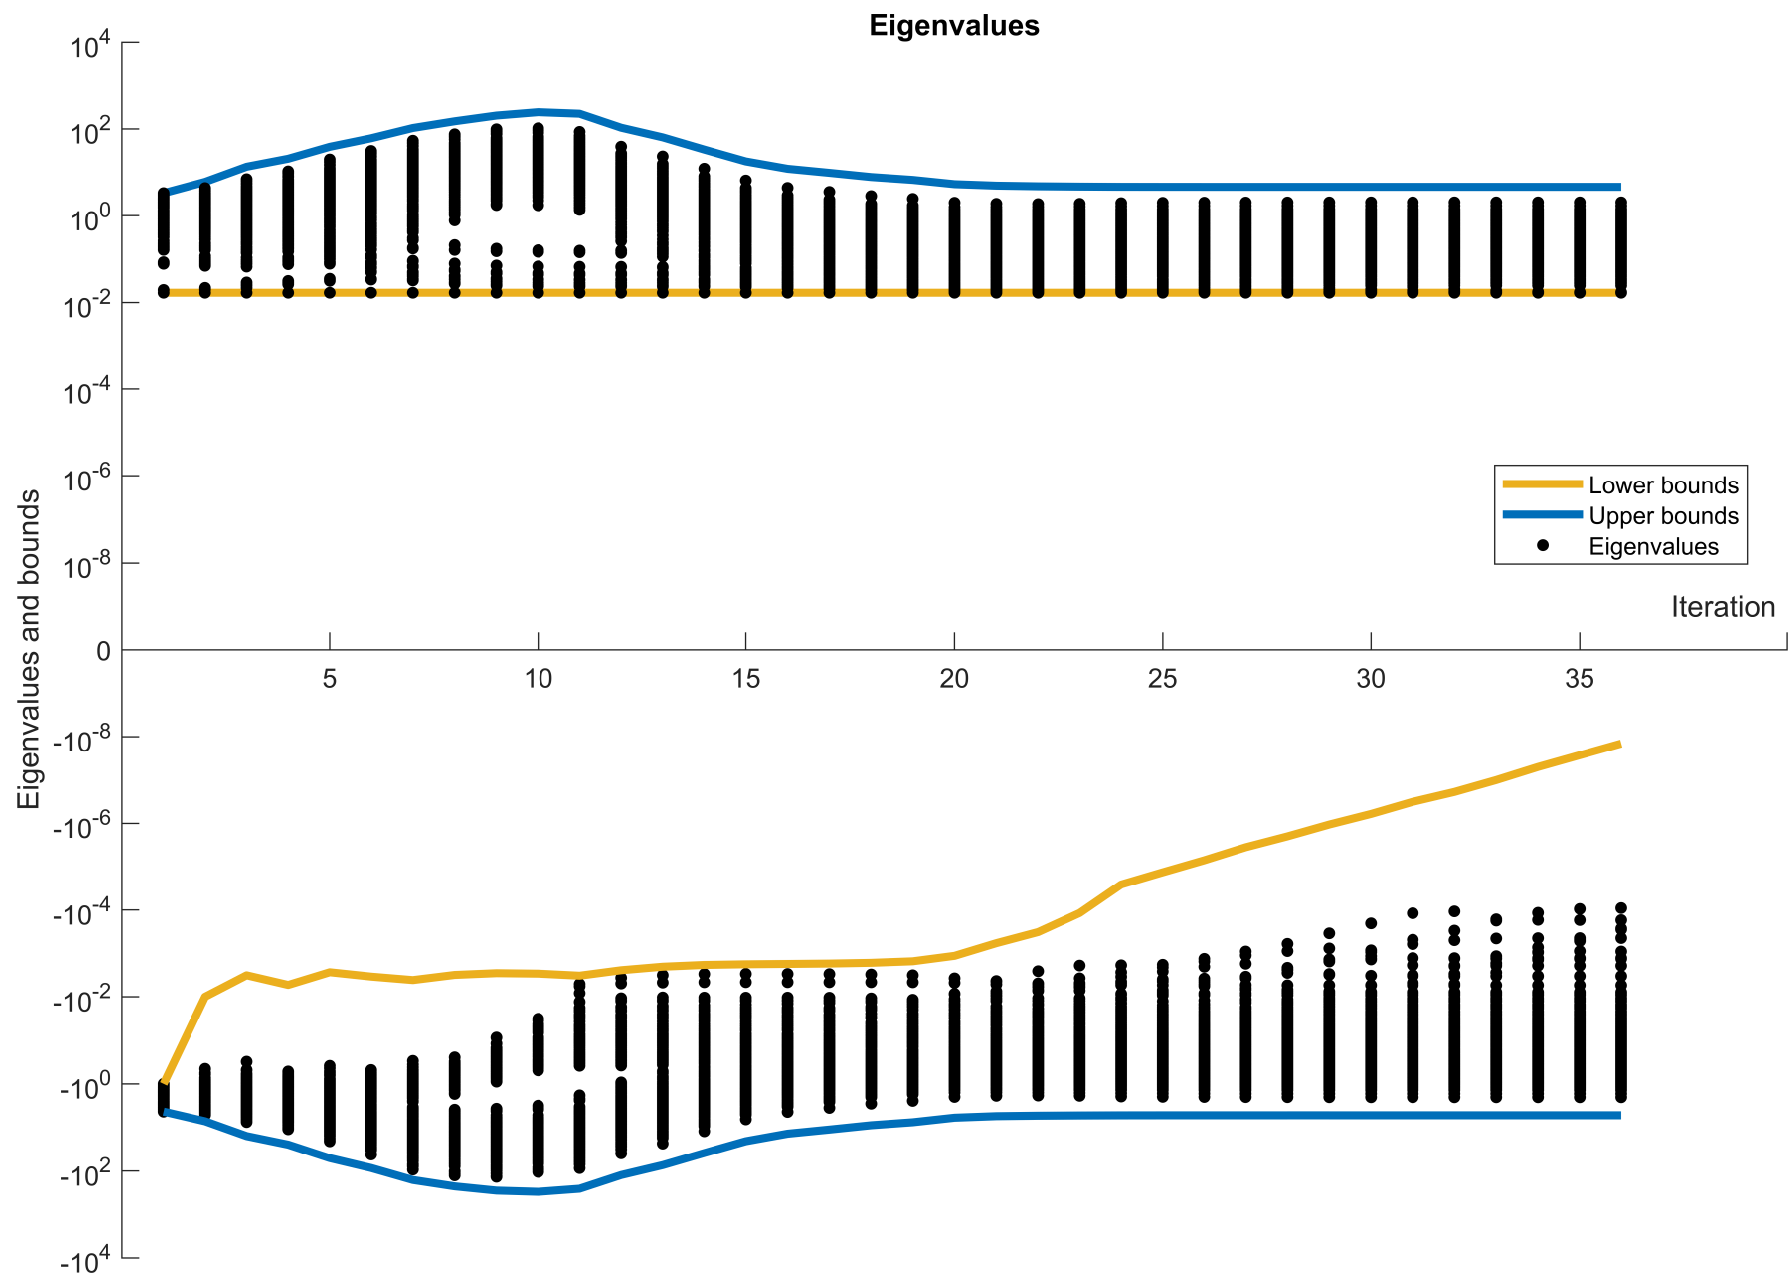 Eigenvalues
10^4
10^2
10^0
10^-2
10^-4
10^-6
10^-8
0
-10^-8
-10^-6
-10^-4
-10^-2
-10^0
-10^2
-10^4
Eigenvalues and bounds
Lower bounds
Upper bounds
Eigenvalues
Iteration
5 10 15 20 25 30 35